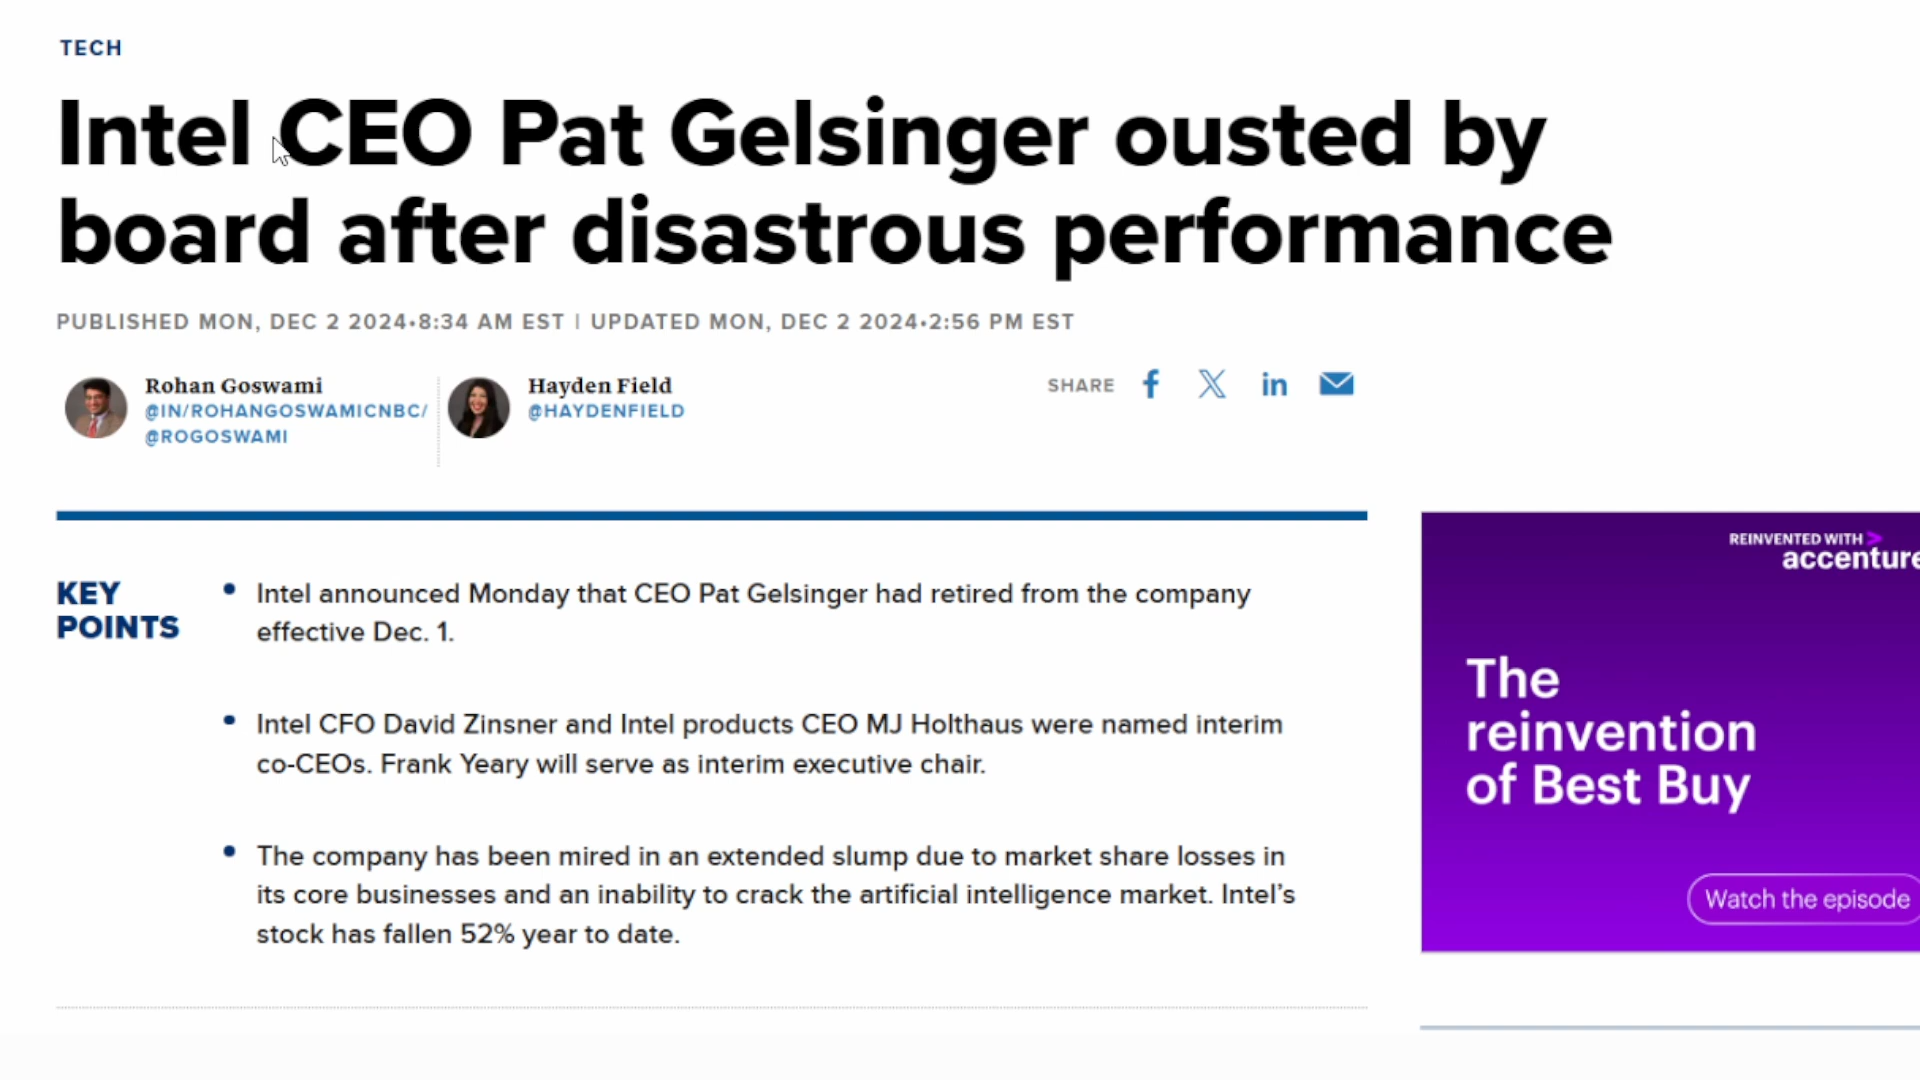 TECH
Intel CEO Pat Gelsinger ousted by
board after disastrous performance
PUBLISHED MON, DEC 2 2024•8:34 AM EST | UPDATED MON, DEC 2 2024•2:56 PM EST
Rohan Goswami
@IN/ROHANGOSWAMICNBC/
@ROGOSWAMI
Hayden Field
@HAYDENFIELD
SHARE
KEY
POINTS
• Intel announced Monday that CEO Pat Gelsinger had retired from the company
effective Dec. 1.
• Intel CFO David Zinsner and Intel products CEO MJ Holthaus were named interim
co-CEOs. Frank Yeary will serve as interim executive chair.
• The company has been mired in an extended slump due to market share losses in
its core businesses and an inability to crack the artificial intelligence market. Intel’s
stock has fallen 52% year to date.
REINVENTED WITH >
accenture
The
reinvention
of Best Buy
Watch the episode